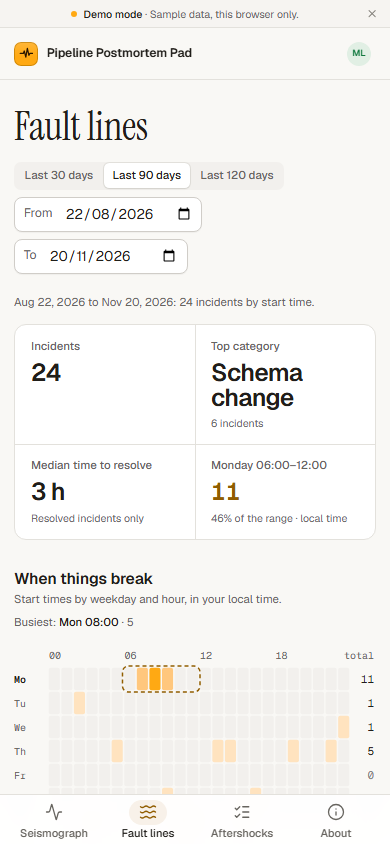 Demo mode · Sample data, this browser only.
Pipeline Postmortem Pad
ML
Fault lines
Last 30 days Last 90 days Last 120 days
From 22/08/2026
To 20/11/2026
Aug 22, 2026 to Nov 20, 2026: 24 incidents by start time.
Incidents
24
Top category
Schema
change
6 incidents
Median time to resolve
3 h
Resolved incidents only
Monday 06:00–12:00
11
46% of the range · local time
When things break
Start times by weekday and hour, in your local time.
Busiest: Mon 08:00 · 5
00 06 12 18 total
Mo 11
Tu 1
We 1
Th 5
Fr 0
Seismograph Fault lines Aftershocks About